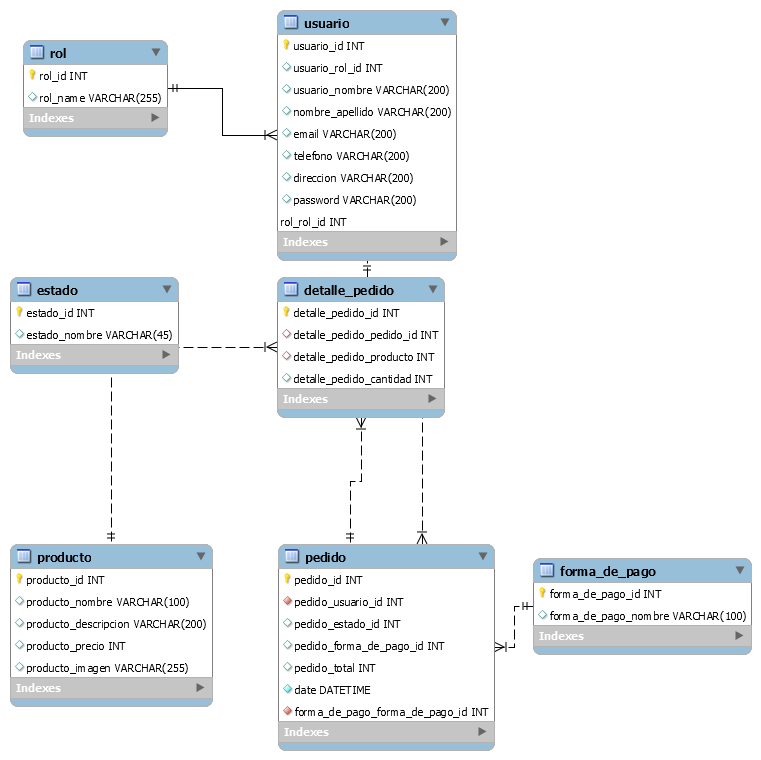 rol
rol_id INT
rol_name VARCHAR(255)
Indexes
usuario
usuario_id INT
usuario_rol_id INT
usuario_nombre VARCHAR(200)
nombre_apellido VARCHAR(200)
email VARCHAR(200)
telefono VARCHAR(200)
direccion VARCHAR(200)
password VARCHAR(200)
rol_rol_id INT
Indexes
estado
estado_id INT
estado_nombre VARCHAR(45)
Indexes
detalle_pedido
detalle_pedido_id INT
detalle_pedido_pedido_id INT
detalle_pedido_producto INT
detalle_pedido_cantidad INT
Indexes
producto
producto_id INT
producto_nombre VARCHAR(100)
producto_descripcion VARCHAR(200)
producto_precio INT
producto_imagen VARCHAR(255)
Indexes
pedido
pedido_id INT
pedido_usuario_id INT
pedido_estado_id INT
pedido_forma_de_pago_id INT
pedido_total INT
date DATETIME
forma_de_pago_forma_de_pago_id INT
Indexes
forma_de_pago
forma_de_pago_id INT
forma_de_pago_nombre VARCHAR(100)
Indexes